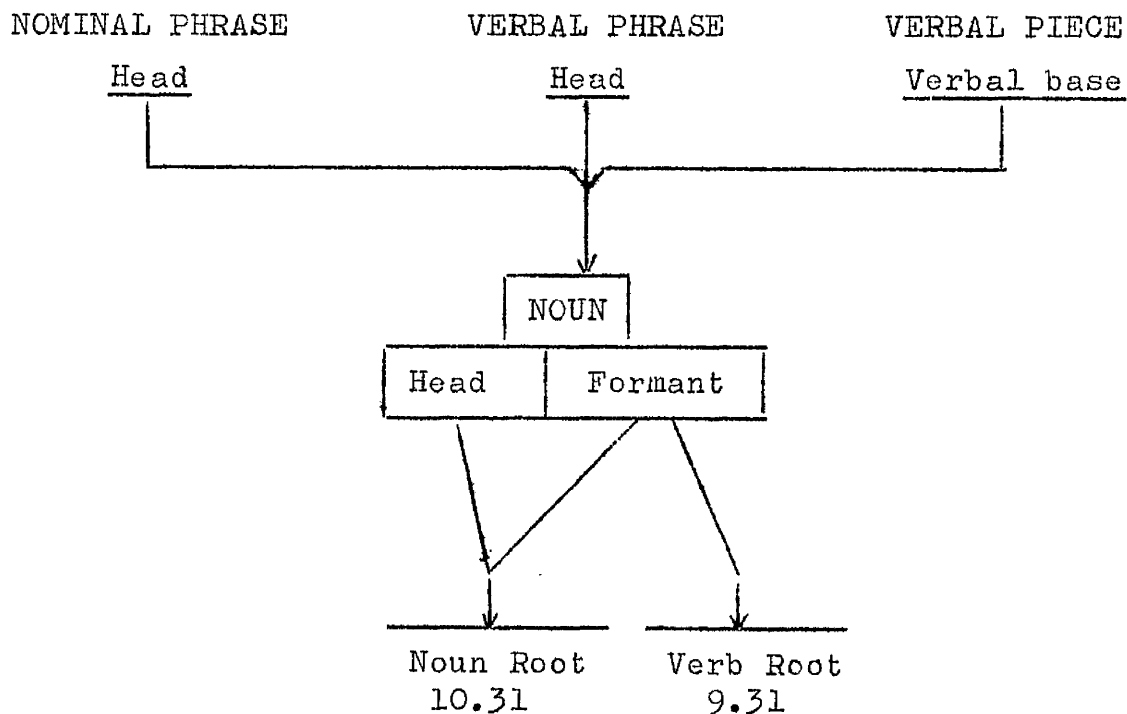 NOMINAL PHRASE VERBAL PHRASE VERBAL PIECE
Head Head Verbal base
NOUN
Head Formant
Noun Root Verb Root
10.31 9.31